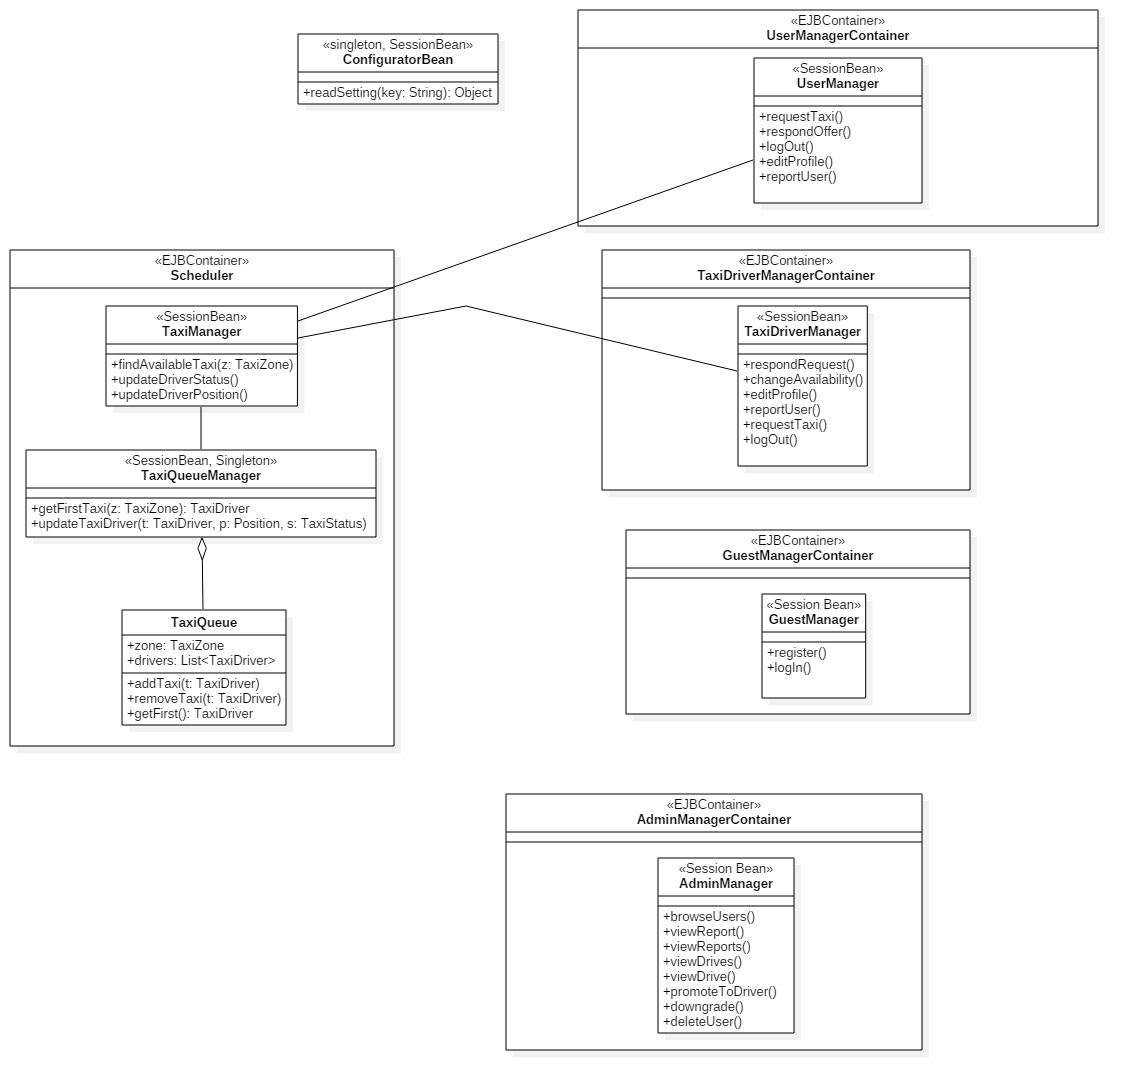 «singleton, SessionBean»
ConfiguratorBean
+readSetting(key: String): Object
«EJBContainer»
UserManagerContainer
«SessionBean»
UserManager
+requestTaxi()
+respondOffer()
+logOut()
+editProfile()
+reportUser()
«EJBContainer»
Scheduler
«SessionBean»
TaxiManager
+findAvailableTaxi(z: TaxiZone)
+updateDriverStatus()
+updateDriverPosition()
«SessionBean, Singleton»
TaxiQueueManager
+getFirstTaxi(z: TaxiZone): TaxiDriver
+updateTaxiDriver(t: TaxiDriver, p: Position, s: TaxiStatus)
TaxiQueue
+zone: TaxiZone
+drivers: List<TaxiDriver>
+addTaxi(t: TaxiDriver)
+removeTaxi(t: TaxiDriver)
+getFirst(): TaxiDriver
«EJBContainer»
TaxiDriverManagerContainer
«SessionBean»
TaxiDriverManager
+respondRequest()
+changeAvailability()
+editProfile()
+reportUser()
+requestTaxi()
+logOut()
«EJBContainer»
GuestManagerContainer
«Session Bean»
GuestManager
+register()
+logIn()
«EJBContainer»
AdminManagerContainer
«Session Bean»
AdminManager
+browseUsers()
+viewReport()
+viewReports()
+viewDrives()
+viewDrive()
+promoteToDriver()
+downgrade()
+deleteUser()